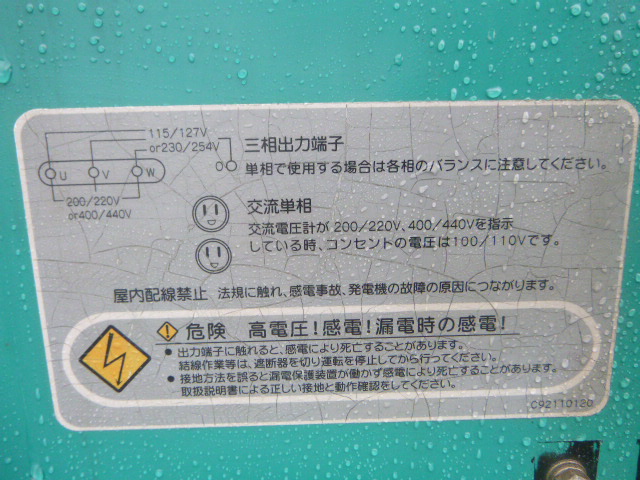 115/127V
or230/254V
U V W O
200/220V
or400/440V
三相出力端子
単相で使用する場合は各相のバランスに注意してください。
交流単相
交流電圧計が200/220V、400/440Vを指示
している時、コンセントの電圧は100/110Vです。
屋内配線禁止 法規に触れ、感電事故、発電機の故障の原因につながります。
危険 高電圧!感電!漏電時の感電!
● 出力端子に触れると、感電により死亡することがあります。
結線作業等は、遮断器を切り運転を停止してから行ってください。
● 接地方法を誤ると漏電保護装置が働かず感電により死亡することがあります。
取扱説明書による正しい接地と動作確認をしてください。
C92110120